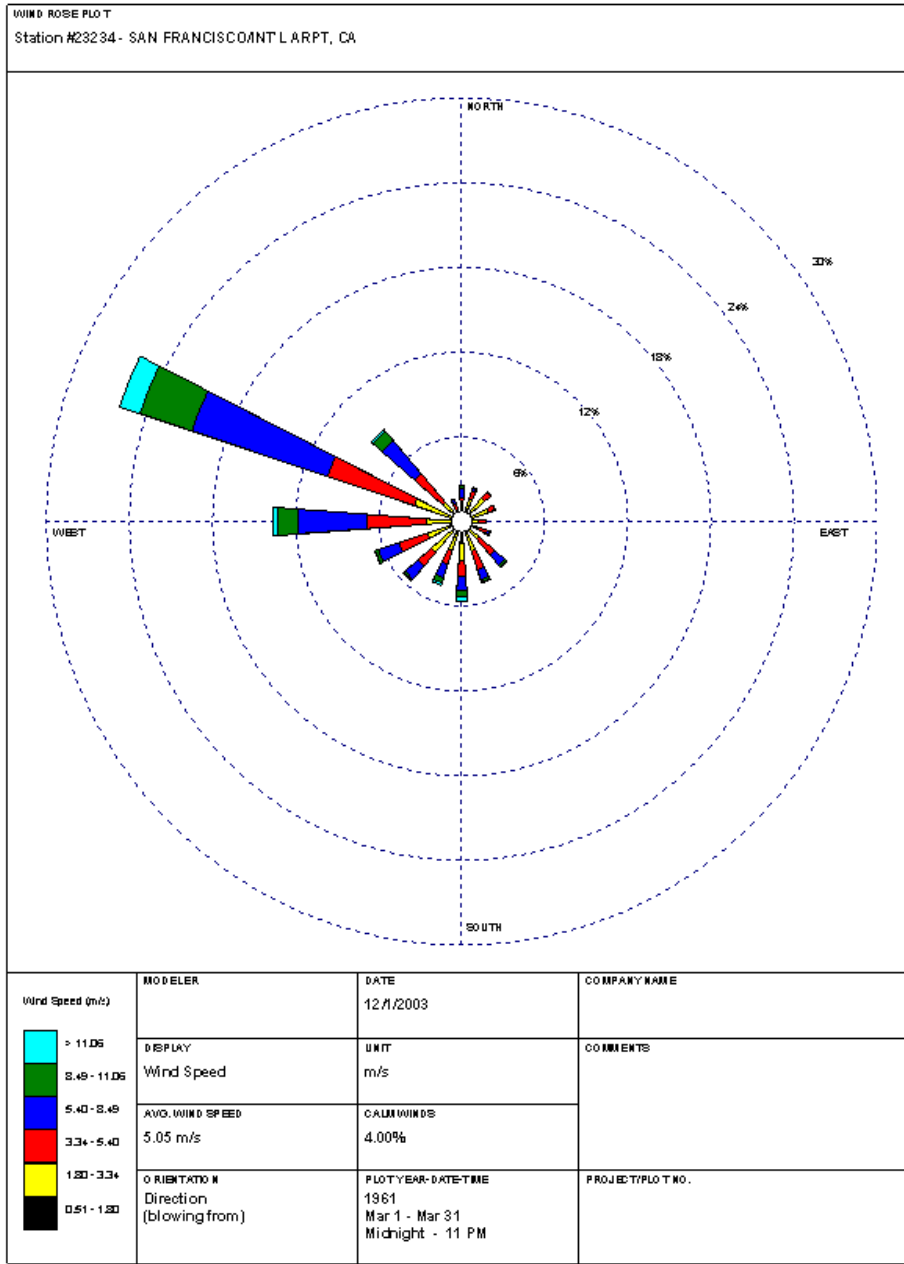 WIND ROSE PLOT
Station #23234 - SAN FRANCISCO/INT'L ARPT, CA
NORTH
30%
24%
18%
12%
6%
WEST
EAST
SOUTH
Wind Speed (m/s)
> 11.06
8.49 - 11.06
5.40 - 8.49
3.34 - 5.40
1.80 - 3.34
0.51 - 1.80
MODELER
DATE
12/1/2003
COMPANY NAME
DISPLAY
Wind Speed
UNIT
m/s
COMMENTS
AVG. WIND SPEED
5.05 m/s
CALM WINDS
4.00%
ORIENTATION
Direction
(blowing from)
PLOT YEAR-DATE-TIME
1961
Mar 1 - Mar 31
Midnight - 11 PM
PROJECT/PLOT NO.